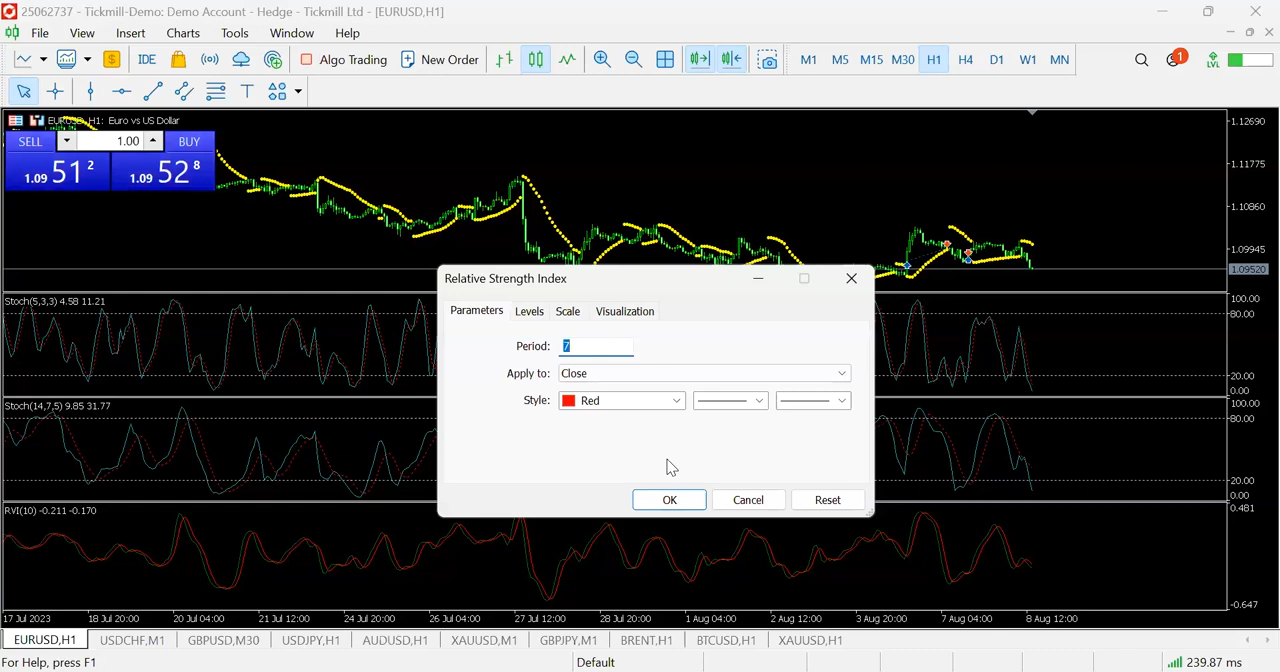 25062737 - Tickmill-Demo: Demo Account - Hedge - Tickmill Ltd - [EURUSD,H1]
File View Insert Charts Tools Window Help
IDE Algo Trading New Order M1 M5 M15 M30 H1 H4 D1 W1 MN 1 LVL
EURUSD,H1: Euro vs US Dollar
SELL 1.00 BUY
1.09 51 2 1.09 52 8
1.12690
1.11775
1.10860
1.09945
1.09520
Relative Strength Index
Parameters Levels Scale Visualization
Period: 7
Apply to: Close
Style: Red
OK Cancel Reset
Stoch(5,3,3) 4.58 11.21
100.00
80.00
20.00
0.00
Stoch(14,7,5) 9.85 31.77
100.00
80.00
20.00
0.00
RVI(10) -0.211 -0.170
0.481
-0.647
17 Jul 2023 18 Jul 20:00 20 Jul 04:00 21 Jul 12:00 24 Jul 20:00 26 Jul 04:00 27 Jul 12:00 28 Jul 20:00 1 Aug 04:00 2 Aug 12:00 3 Aug 20:00 7 Aug 04:00 8 Aug 12:00
EURUSD,H1 USDCHF,M1 GBPUSD,M30 USDJPY,H1 AUDUSD,H1 XAUUSD,M1 GBPJPY,M1 BRENT,H1 BTCUSD,H1 XAUUSD,H1
For Help, press F1 Default 239.87 ms